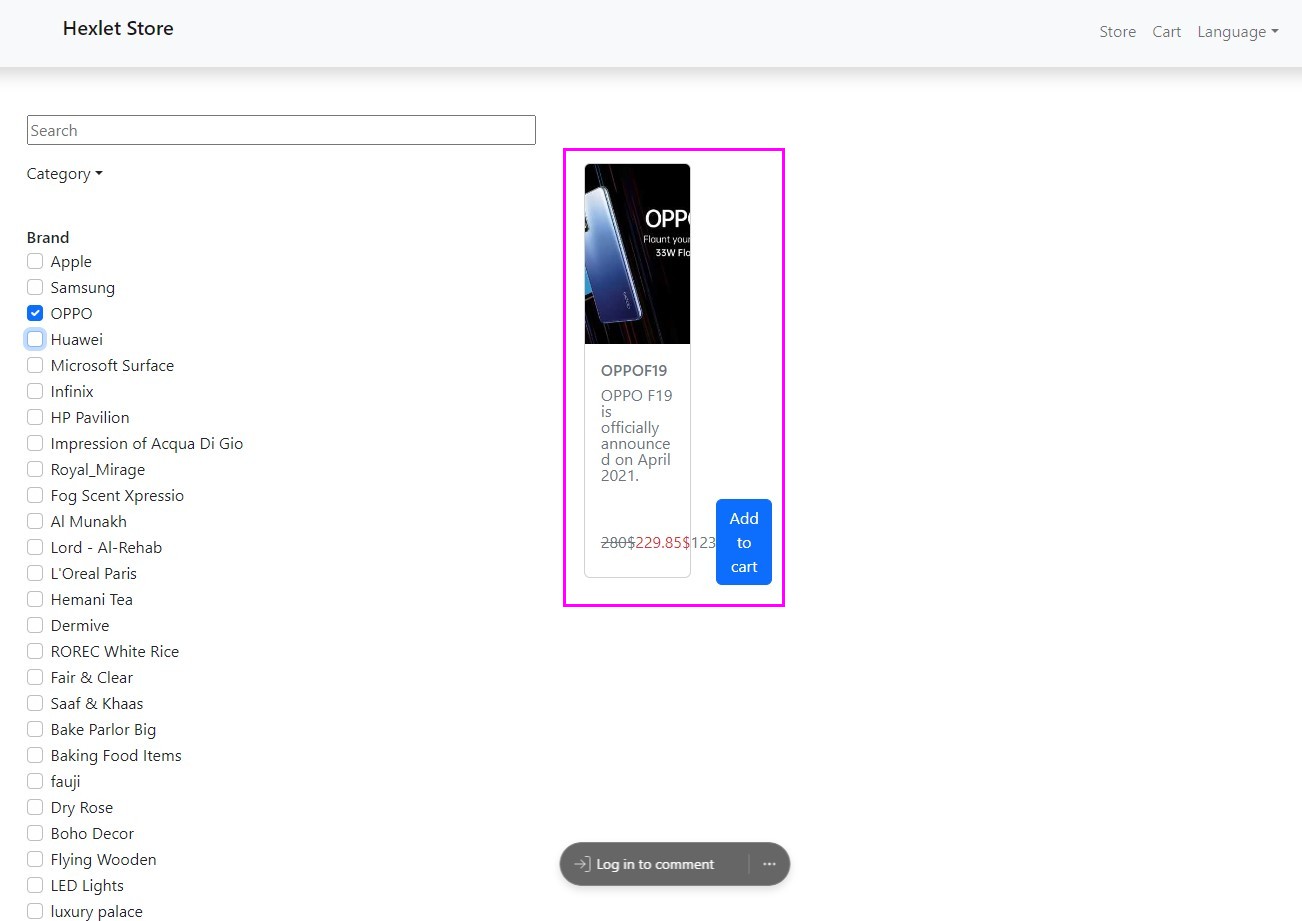 Hexlet Store
Store Cart Language
Search
Category
Brand
Apple
Samsung
OPPO
Huawei
Microsoft Surface
Infinix
HP Pavilion
Impression of Acqua Di Gio
Royal_Mirage
Fog Scent Xpressio
Al Munakh
Lord - Al-Rehab
L'Oreal Paris
Hemani Tea
Dermive
ROREC White Rice
Fair & Clear
Saaf & Khaas
Bake Parlor Big
Baking Food Items
fauji
Dry Rose
Boho Decor
Flying Wooden
LED Lights
luxury palace
OPP
Flaunt your
33W Fla
OPPOF19
OPPO F19
is
officially
announce
d on April
2021.
280$229.85$123
Add
to
cart
Log in to comment